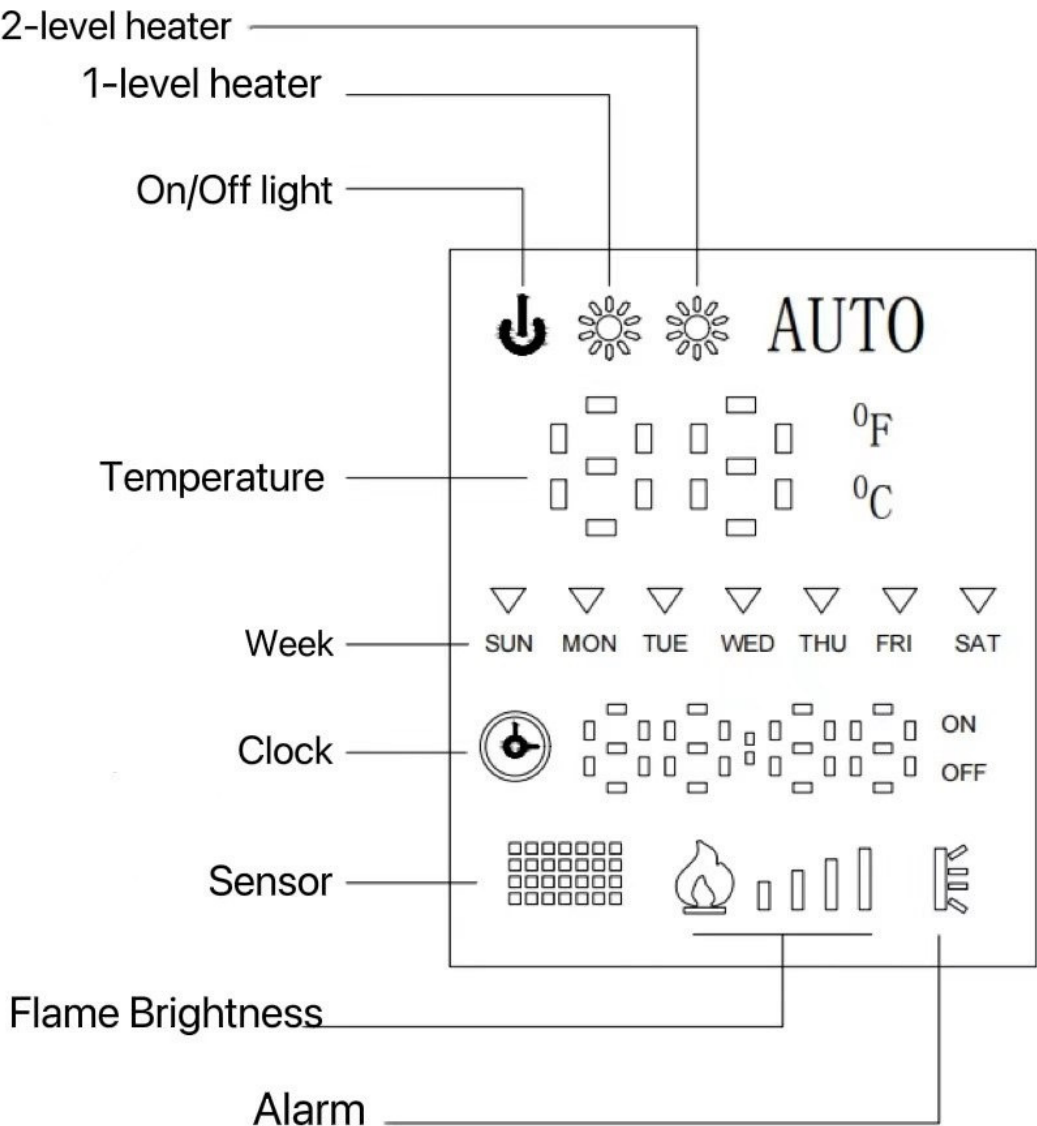 2-level heater
1-level heater
On/Off light
AUTO
⁰F
Temperature
⁰C
Week SUN MON TUE WED THU FRI SAT
ON
Clock
OFF
Sensor
Flame Brightness
Alarm